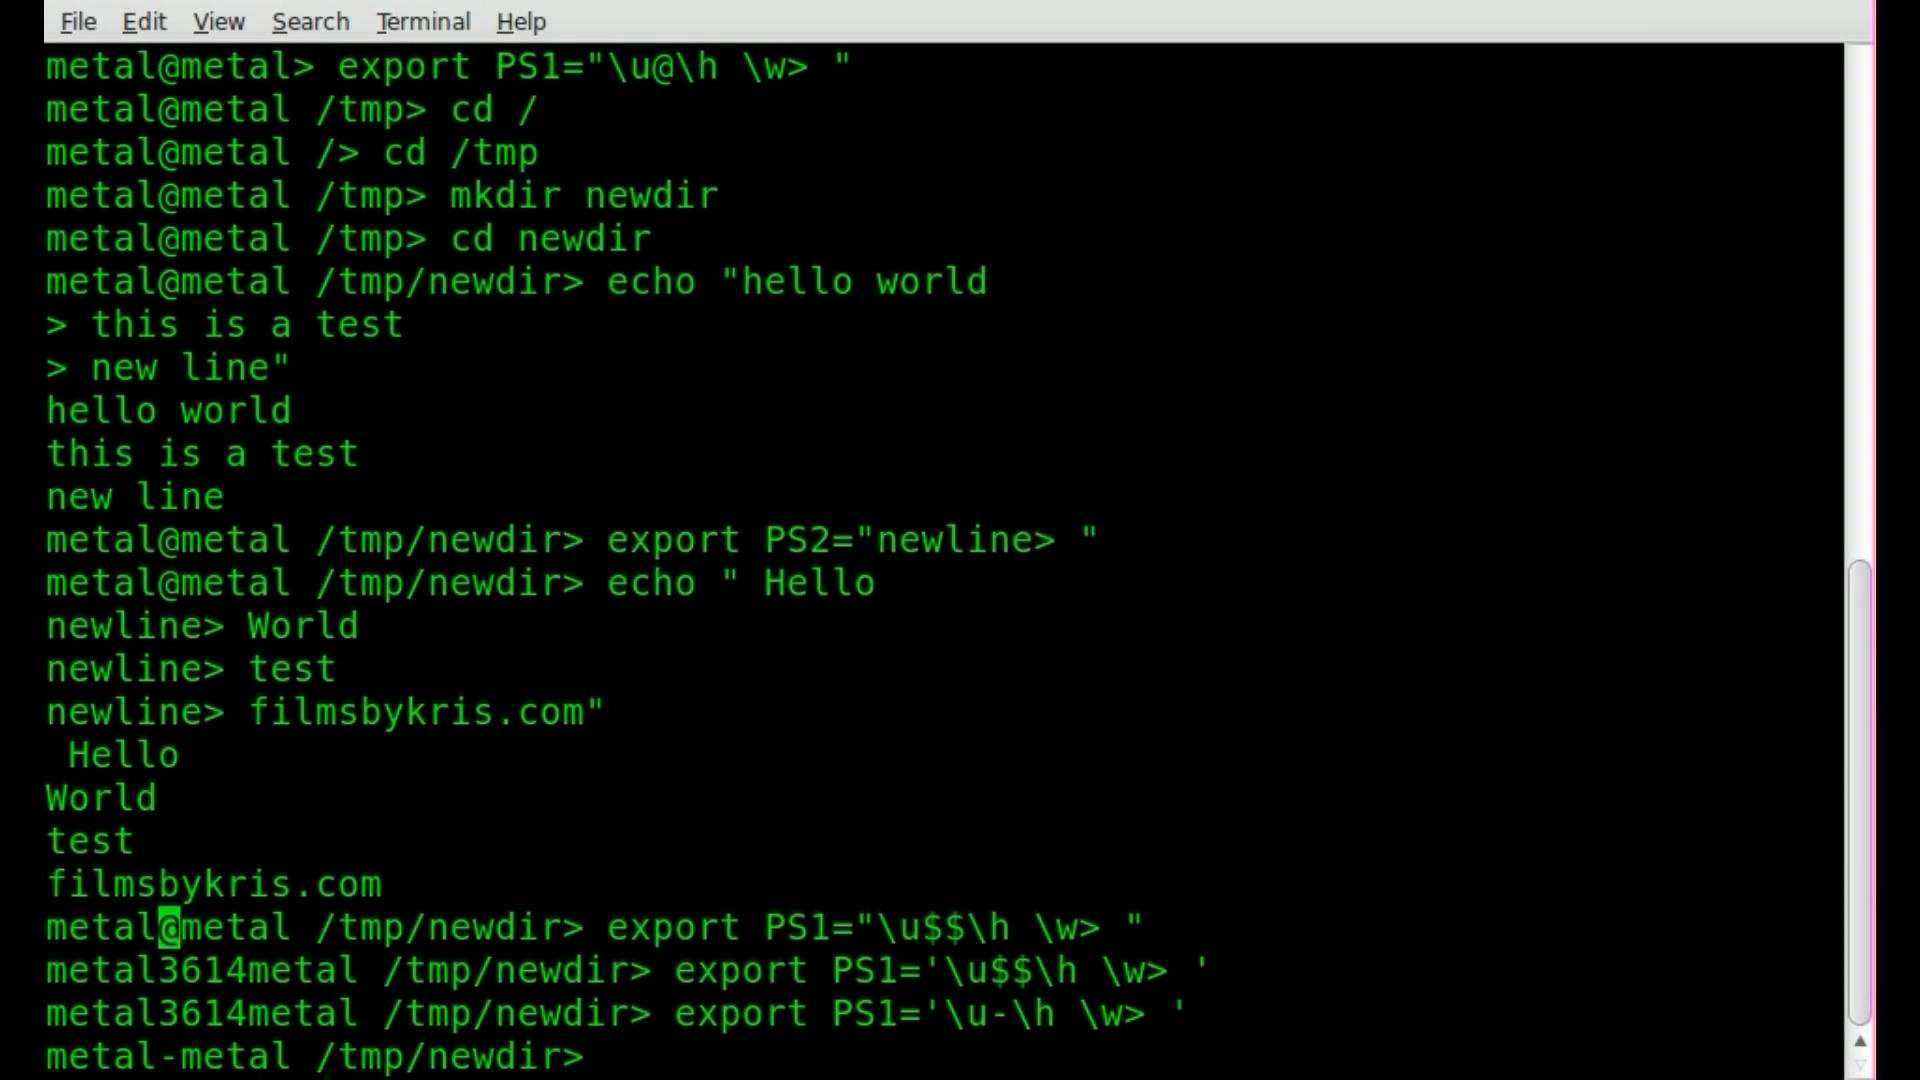 File Edit View Search Terminal Help
metal@metal> export PS1="\u@\h \w> "
metal@metal /tmp> cd /
metal@metal /> cd /tmp
metal@metal /tmp> mkdir newdir
metal@metal /tmp> cd newdir
metal@metal /tmp/newdir> echo "hello world
> this is a test
> new line"
hello world
this is a test
new line
metal@metal /tmp/newdir> export PS2="newline> "
metal@metal /tmp/newdir> echo " Hello
newline> World
newline> test
newline> filmsbykris.com"
 Hello
World
test
filmsbykris.com
metal@metal /tmp/newdir> export PS1="\u$$\h \w> "
metal3614metal /tmp/newdir> export PS1='\u$$\h \w> '
metal3614metal /tmp/newdir> export PS1='\u-\h \w> '
metal-metal /tmp/newdir>